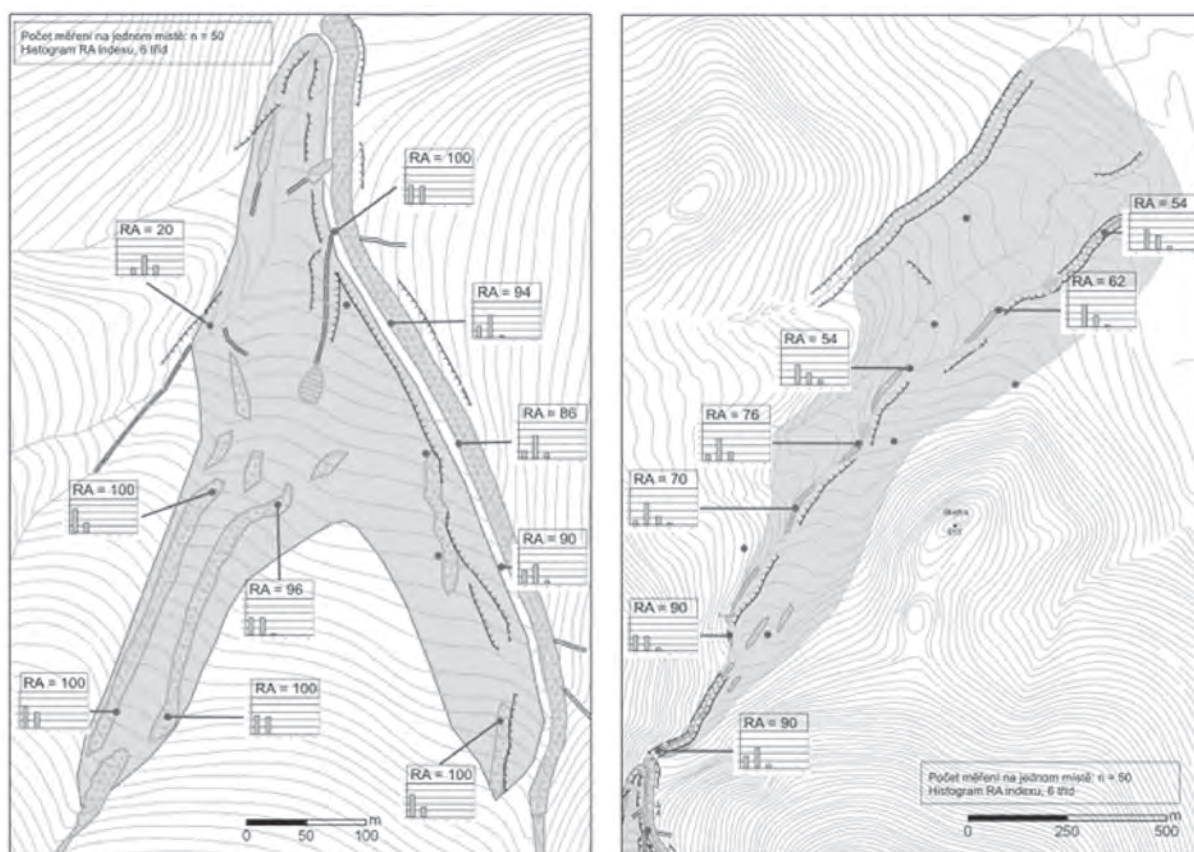 Počet měření na jednom místě: n = 50
Histogram RA indexu, 6 tříd
RA = 100
RA = 20
RA = 94
RA = 86
RA = 100
RA = 90
RA = 96
RA = 100
RA = 100
RA = 100
0 50 100 m
RA = 54
RA = 62
RA = 54
RA = 76
RA = 70
RA = 90
RA = 90
Počet měření na jednom místě: n = 50
Histogram RA indexu, 6 tříd
0 250 500 m